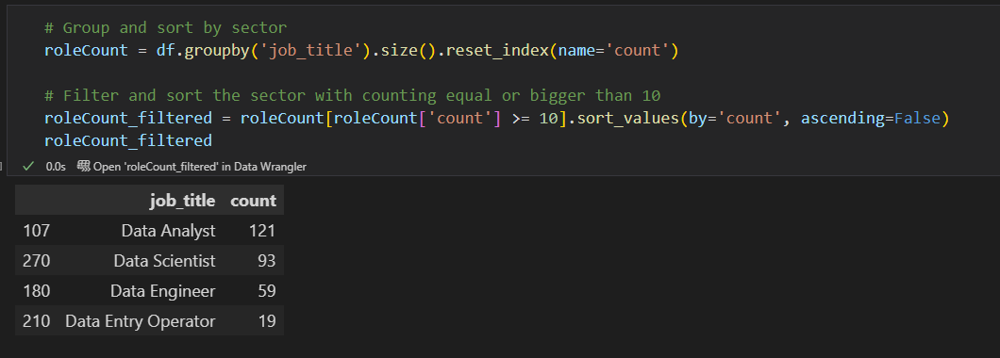 # Group and sort by sector
roleCount = df.groupby('job_title').size().reset_index(name='count')
# Filter and sort the sector with counting equal or bigger than 10
roleCount_filtered = roleCount[roleCount['count'] >= 10].sort_values(by='count', ascending=False)
roleCount_filtered
0.0s Open 'roleCount_filtered' in Data Wrangler
job_title count
107 Data Analyst 121
270 Data Scientist 93
180 Data Engineer 59
210 Data Entry Operator 19